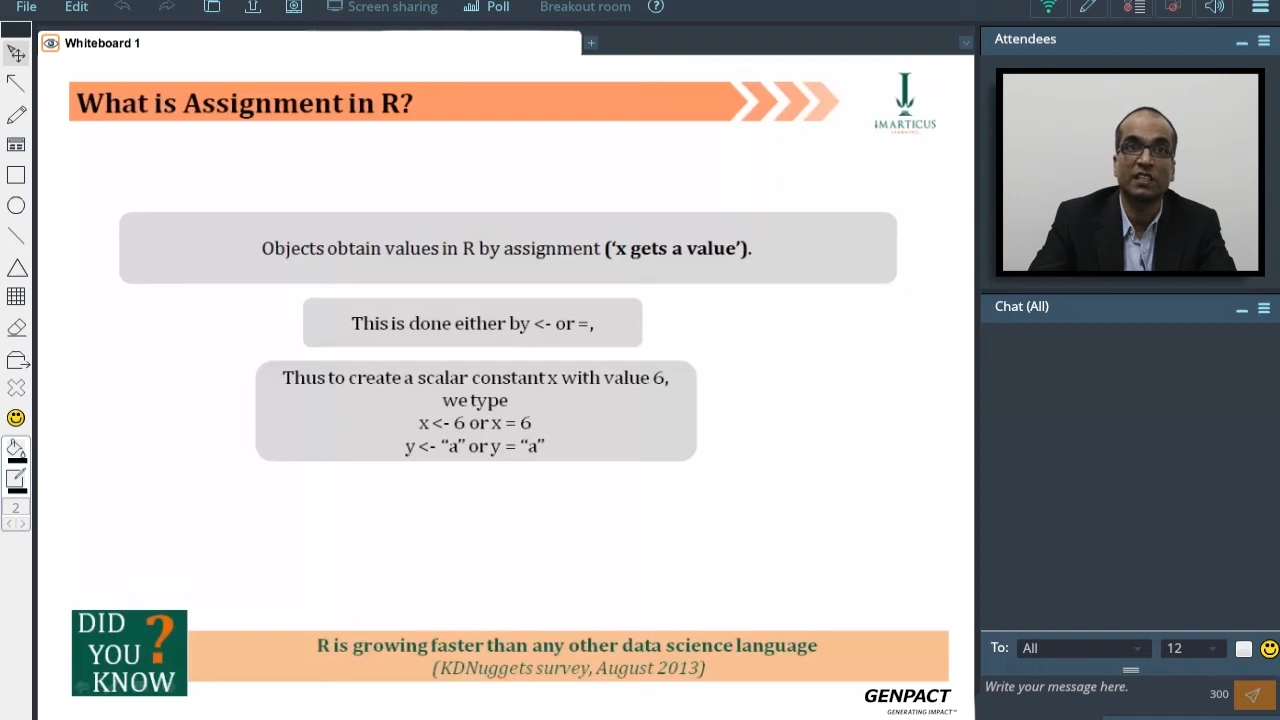 File Edit Screen sharing Poll Breakout room ?
Whiteboard 1 +
Attendees
What is Assignment in R?
IMARTICUS
LEARNING
Objects obtain values in R by assignment (‘x gets a value’).
This is done either by <- or =,
Thus to create a scalar constant x with value 6,
we type
x <- 6 or x = 6
y <- “a” or y = “a”
Chat (All)
2
DID
YOU ?
KNOW
R is growing faster than any other data science language
(KDNuggets survey, August 2013)
GENPACT
GENERATING IMPACT™
To: All 12
Write your message here. 300